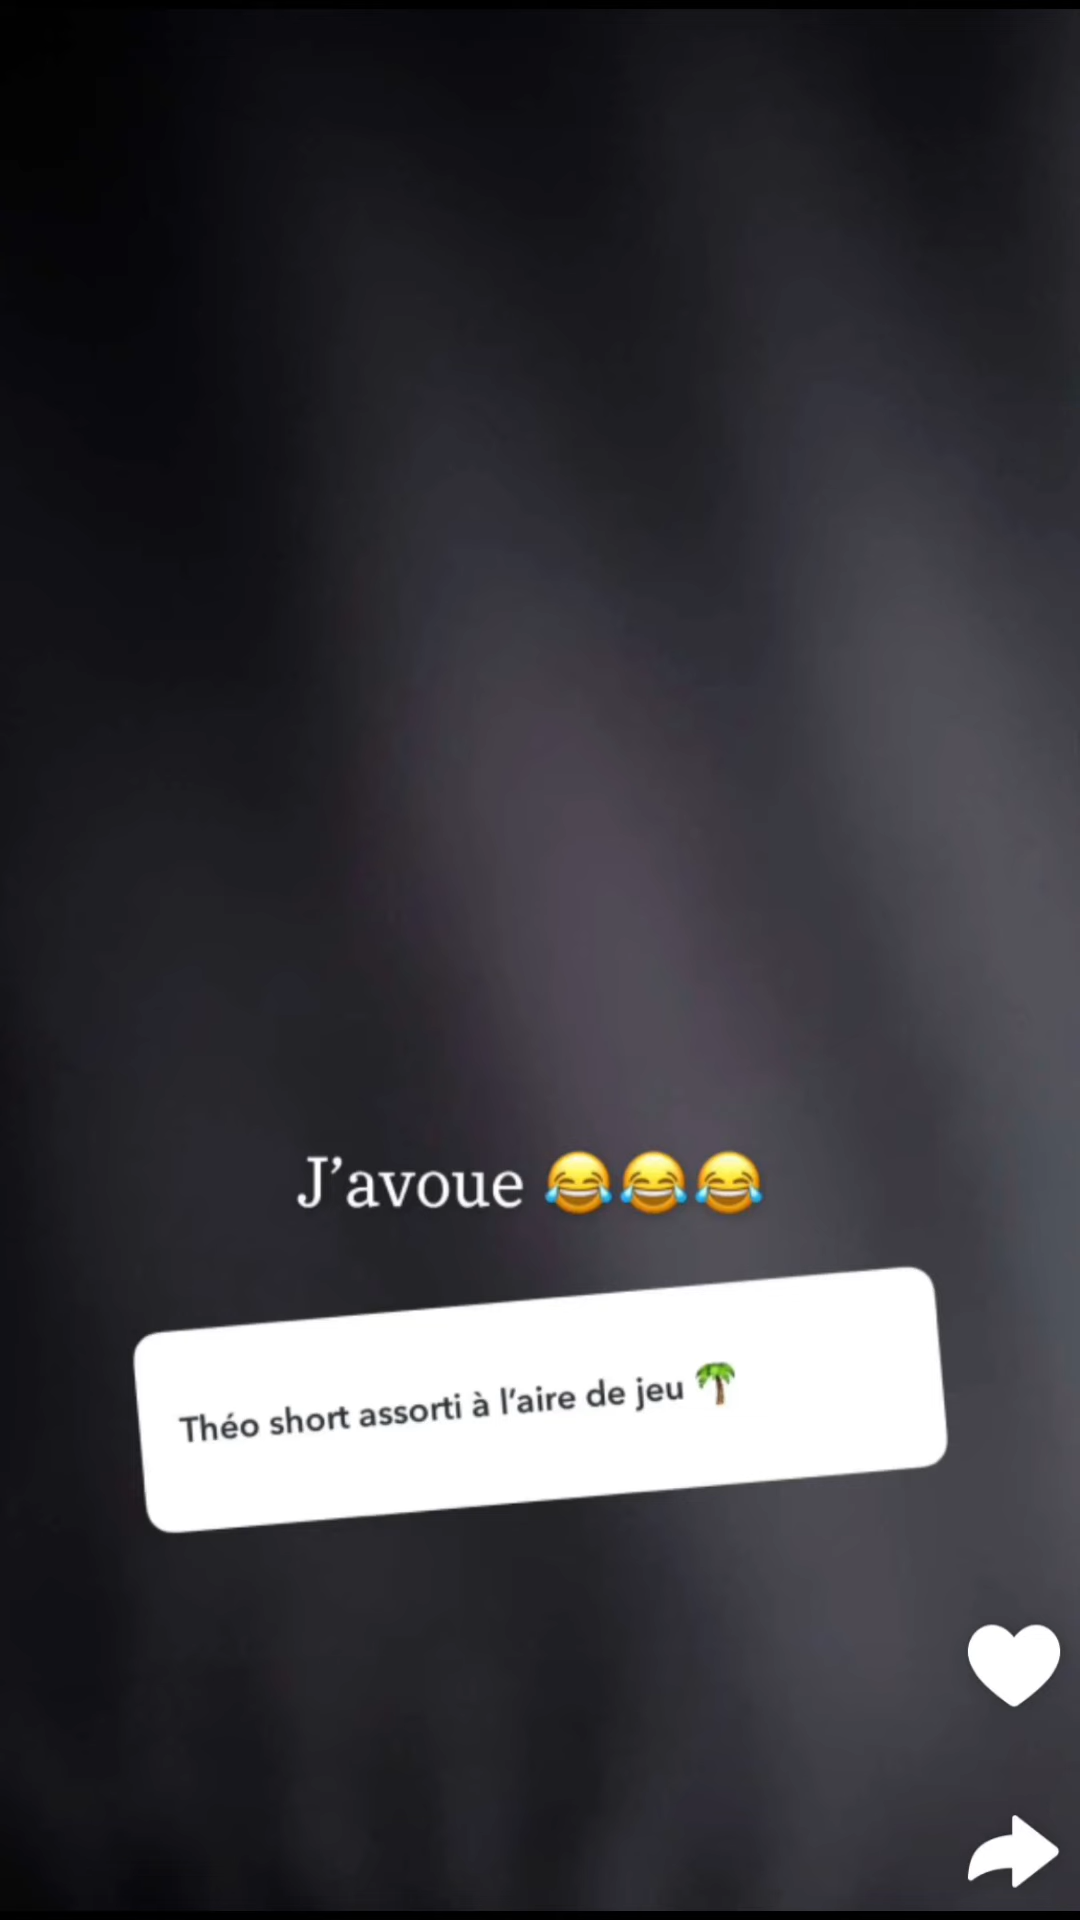 J’avoue 😂😂😂
Théo short assorti à l’aire de jeu 🌴